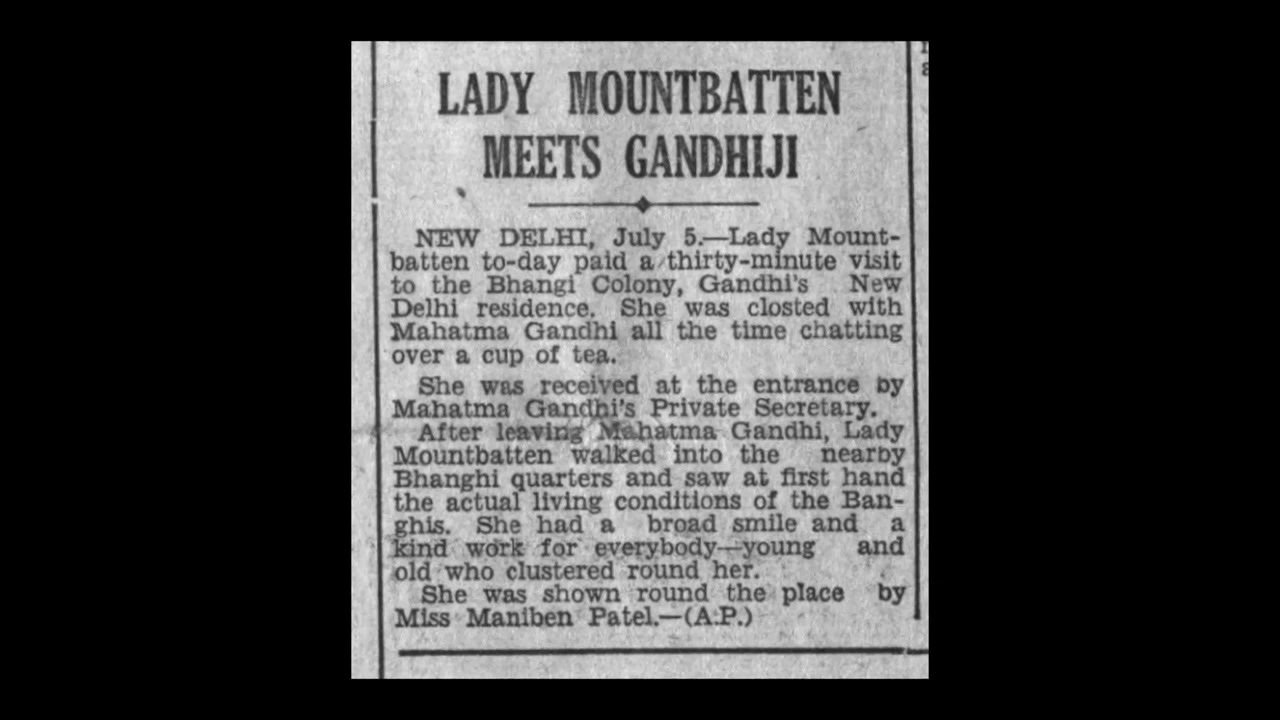 LADY MOUNTBATTEN
MEETS GANDHIJI
NEW DELHI, July 5.—Lady Mount-
batten to-day paid a thirty-minute visit
to the Bhangi Colony, Gandhi's New
Delhi residence. She was closted with
Mahatma Gandhi all the time chatting
over a cup of tea.
She was received at the entrance by
Mahatma Gandhi's Private Secretary.
After leaving Mahatma Gandhi, Lady
Mountbatten walked into the nearby
Bhanghi quarters and saw at first hand
the actual living conditions of the Ban-
ghis. She had a broad smile and a
kind work for everybody—young and
old who clustered round her.
She was shown round the place by
Miss Maniben Patel.—(A.P.)